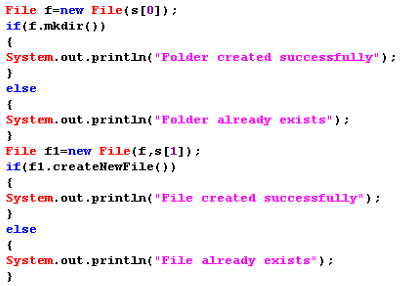 File f=new File(s[0]);
if(f.mkdir())
{
System.out.println("Folder created successfully");
}
else
{
System.out.println("Folder already exists");
}
File f1=new File(f,s[1]);
if(f1.createNewFile())
{
System.out.println("File created successfully");
}
else
{
System.out.println("File already exists");
}